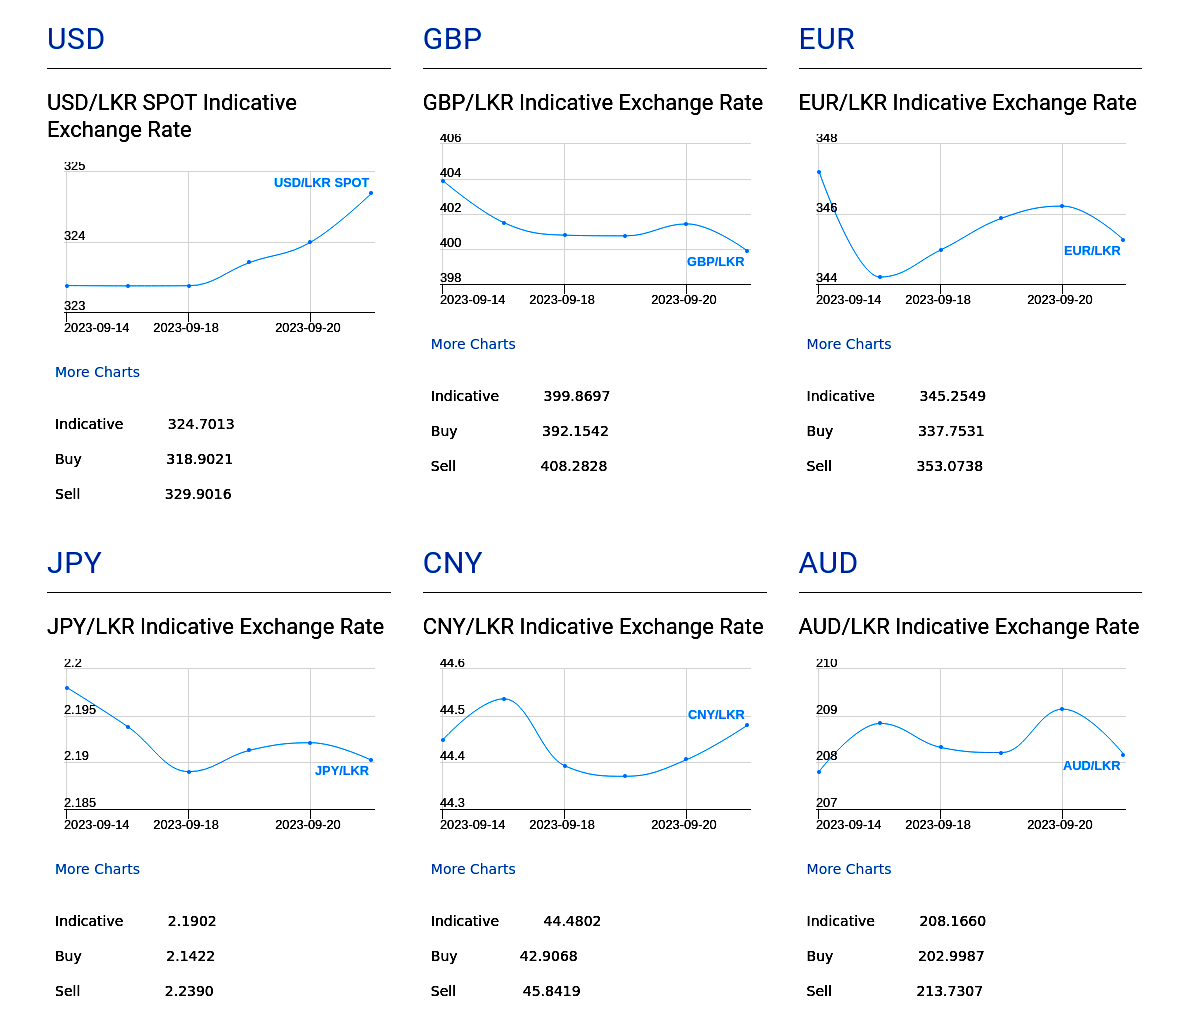 USD
USD/LKR SPOT Indicative
Exchange Rate
325
USD/LKR SPOT
324
323
2023-09-14 2023-09-18 2023-09-20
More Charts
Indicative 324.7013
Buy 318.9021
Sell 329.9016
GBP
GBP/LKR Indicative Exchange Rate
406
404
402
400
GBP/LKR
398
2023-09-14 2023-09-18 2023-09-20
More Charts
Indicative 399.8697
Buy 392.1542
Sell 408.2828
EUR
EUR/LKR Indicative Exchange Rate
348
346
EUR/LKR
344
2023-09-14 2023-09-18 2023-09-20
More Charts
Indicative 345.2549
Buy 337.7531
Sell 353.0738
JPY
JPY/LKR Indicative Exchange Rate
2.2
2.195
2.19
JPY/LKR
2.185
2023-09-14 2023-09-18 2023-09-20
More Charts
Indicative 2.1902
Buy 2.1422
Sell 2.2390
CNY
CNY/LKR Indicative Exchange Rate
44.6
44.5
CNY/LKR
44.4
44.3
2023-09-14 2023-09-18 2023-09-20
More Charts
Indicative 44.4802
Buy 42.9068
Sell 45.8419
AUD
AUD/LKR Indicative Exchange Rate
210
209
208
AUD/LKR
207
2023-09-14 2023-09-18 2023-09-20
More Charts
Indicative 208.1660
Buy 202.9987
Sell 213.7307